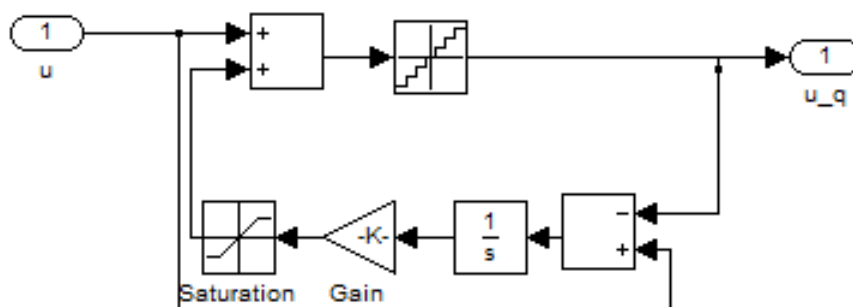 1
u
+
+
1
u_q
-K-
1
s
−
+
Saturation
Gain